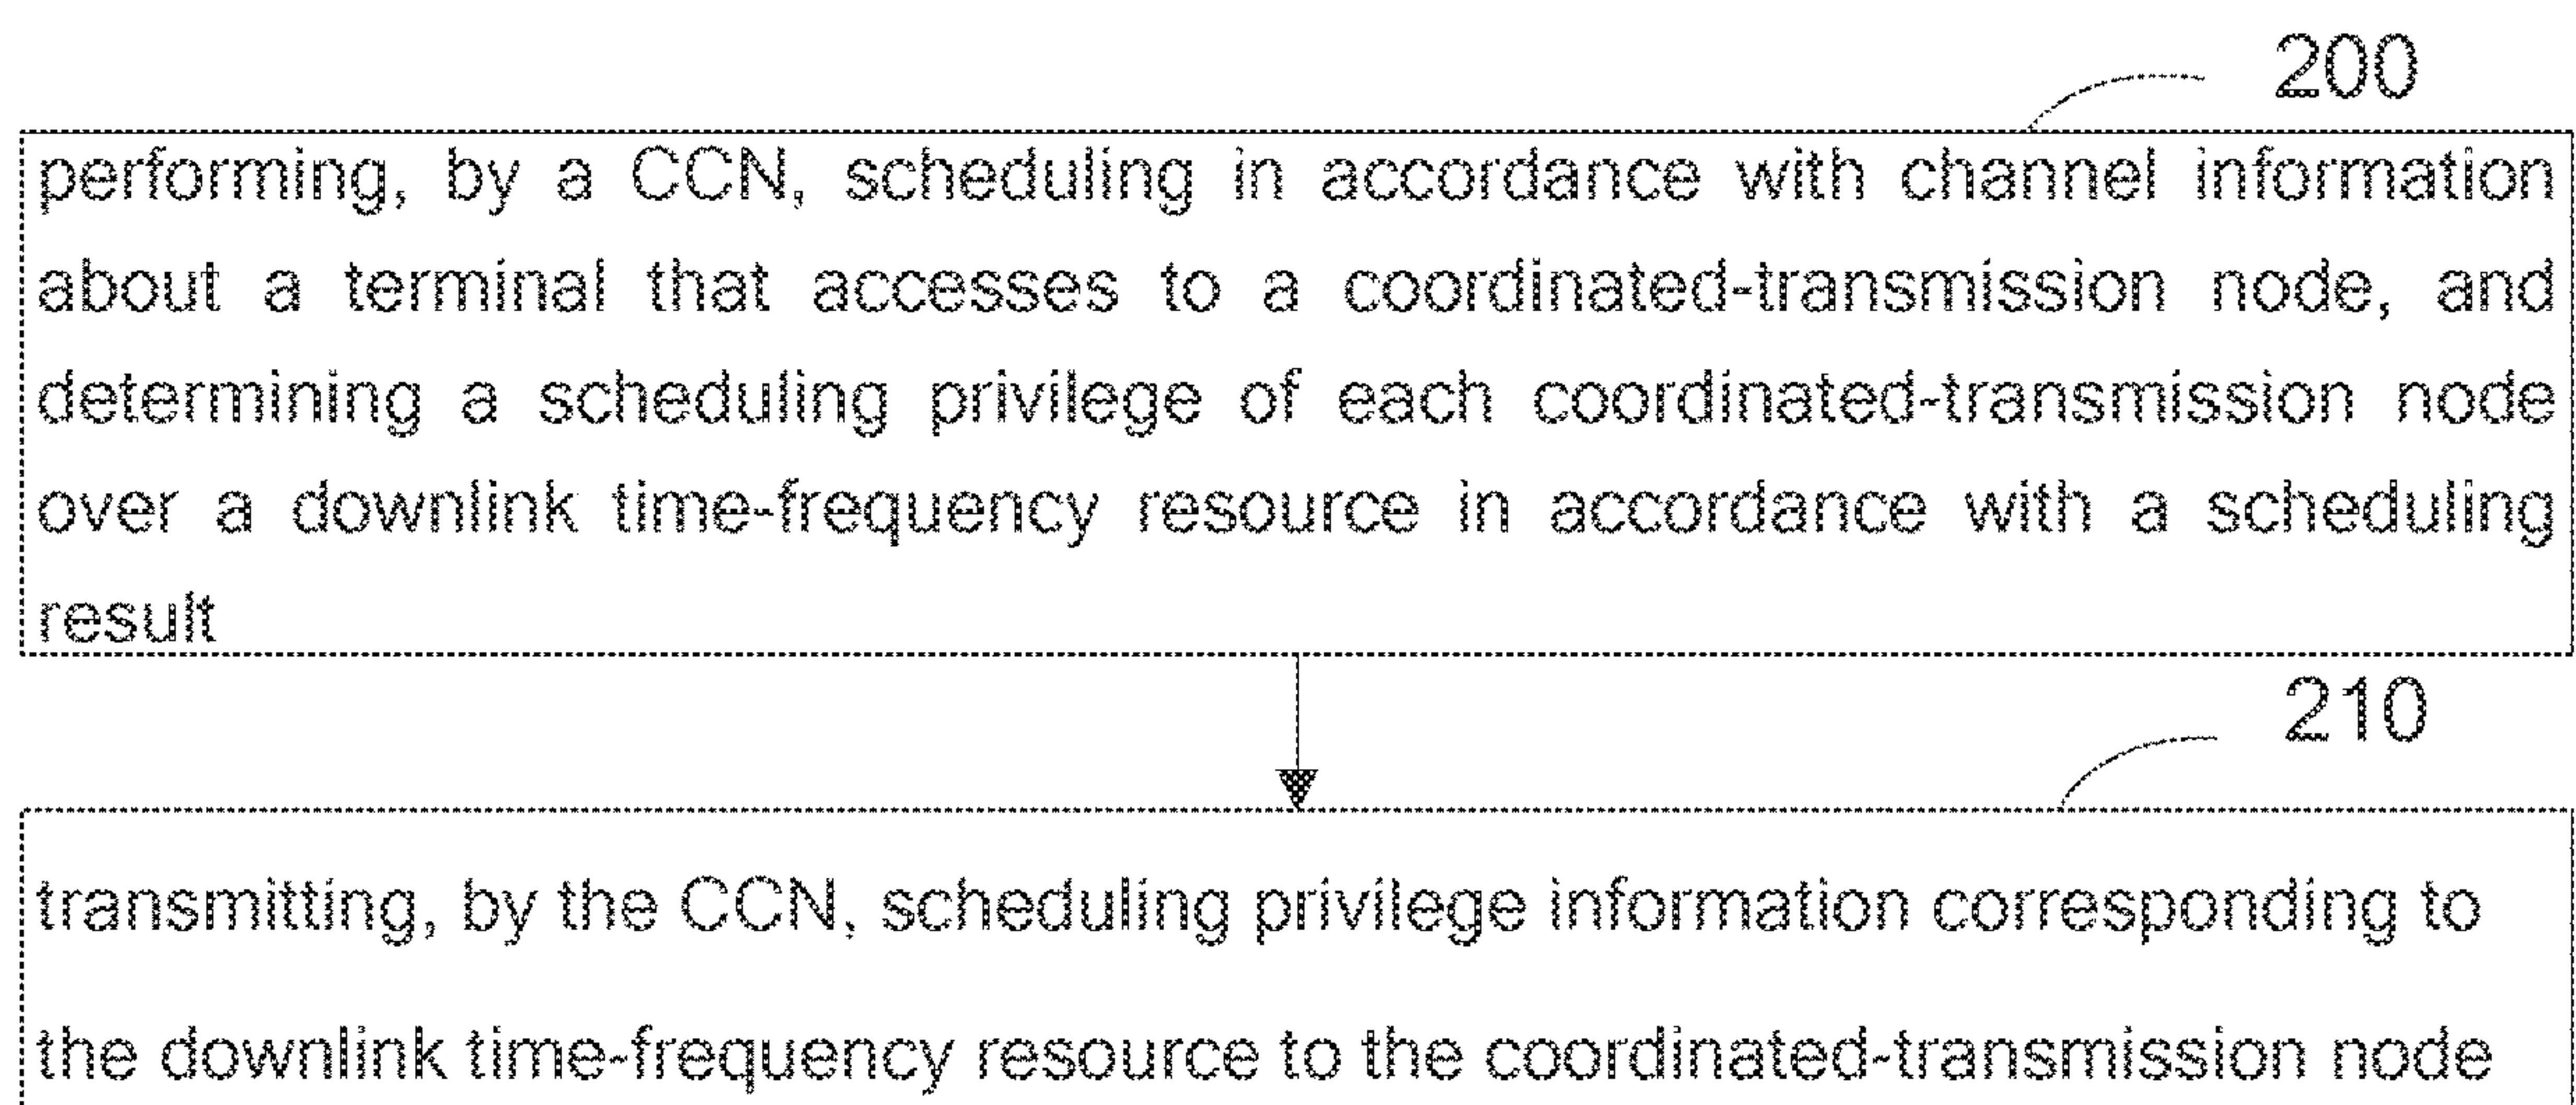 200
performing, by a CCN, scheduling in accordance with channel information
about a terminal that accesses to a coordinated-transmission node, and
determining a scheduling privilege of each coordinated-transmission node
over a downlink time-frequency resource in accordance with a scheduling
result
210
transmitting, by the CCN, scheduling privilege information corresponding to
the downlink time-frequency resource to the coordinated-transmission node